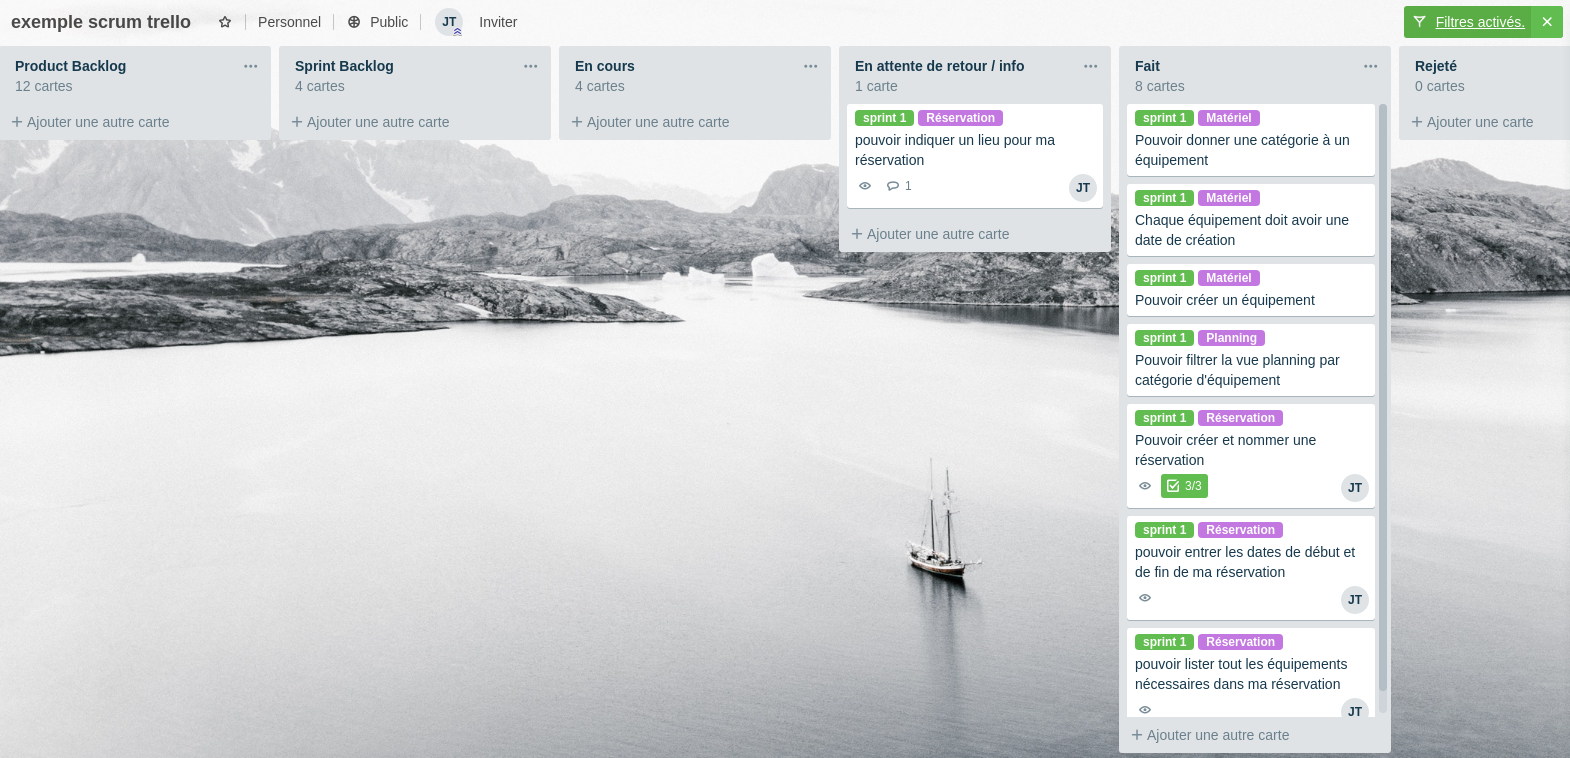 exemple scrum trello
Personnel
Public
JT
Inviter
Filtres activés.
Product Backlog
12 cartes
Ajouter une autre carte
Sprint Backlog
4 cartes
Ajouter une autre carte
En cours
4 cartes
Ajouter une autre carte
En attente de retour / info
1 carte
sprint 1 Réservation
pouvoir indiquer un lieu pour ma
réservation
1
JT
Ajouter une autre carte
Fait
8 cartes
sprint 1 Matériel
Pouvoir donner une catégorie à un
équipement
sprint 1 Matériel
Chaque équipement doit avoir une
date de création
sprint 1 Matériel
Pouvoir créer un équipement
sprint 1 Planning
Pouvoir filtrer la vue planning par
catégorie d'équipement
sprint 1 Réservation
Pouvoir créer et nommer une
réservation
3/3
JT
sprint 1 Réservation
pouvoir entrer les dates de début et
de fin de ma réservation
JT
sprint 1 Réservation
pouvoir lister tout les équipements
nécessaires dans ma réservation
JT
Ajouter une autre carte
Rejeté
0 cartes
Ajouter une carte